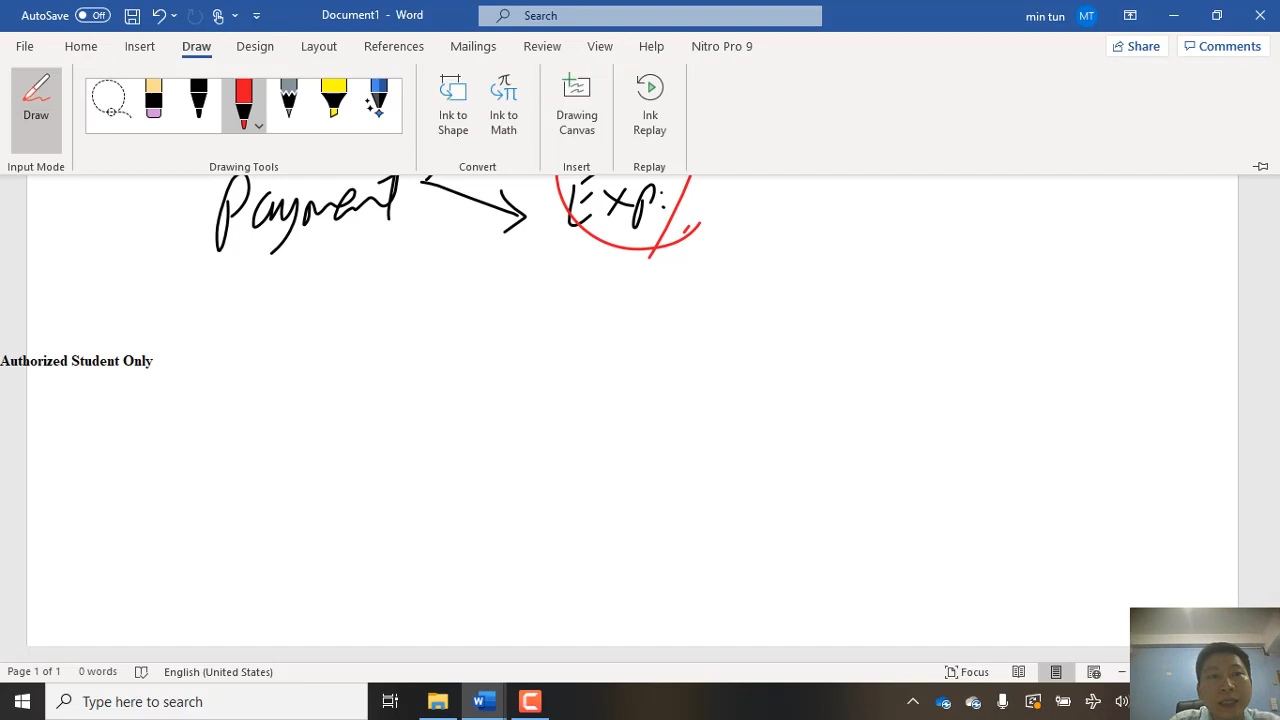 AutoSave Off Document1 - Word Search min tun MT
File Home Insert Draw Design Layout References Mailings Review View Help Nitro Pro 9 Share Comments
Draw
Ink to Shape
Ink to Math
Drawing Canvas
Ink Replay
Input Mode Drawing Tools Convert Insert Replay
Payment Exp:
Authorized Student Only
Page 1 of 1 0 words English (United States) Focus
Type here to search